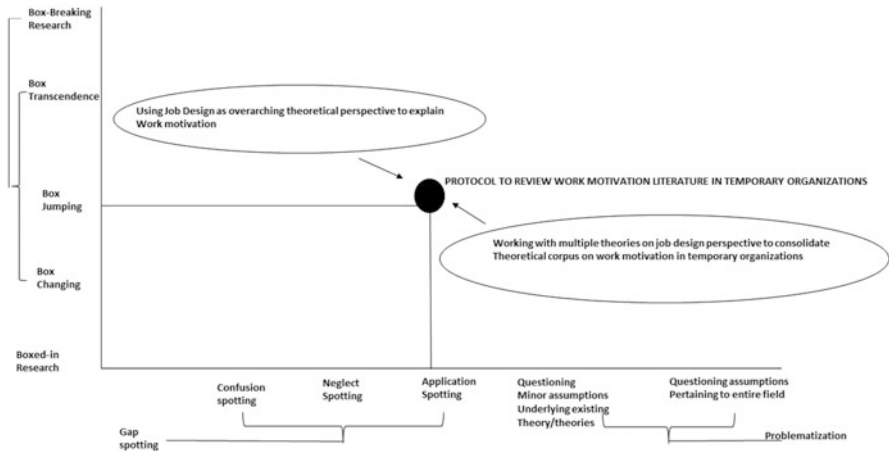 Box-Breaking
Research
Box
Transcendence
Using Job Design as overarching theoretical perspective to explain
Work motivation
PROTOCOL TO REVIEW WORK MOTIVATION LITERATURE IN TEMPORARY ORGANIZATIONS
Box
Jumping
Working with multiple theories on job design perspective to consolidate
Theoretical corpus on work motivation in temporary organizations
Box
Changing
Boxed-in
Research
Confusion
spotting
Neglect
Spotting
Application
Spotting
Questioning
Minor assumptions
Underlying existing
Theory/theories
Questioning assumptions
Pertaining to entire field
Gap
spotting
Problematization